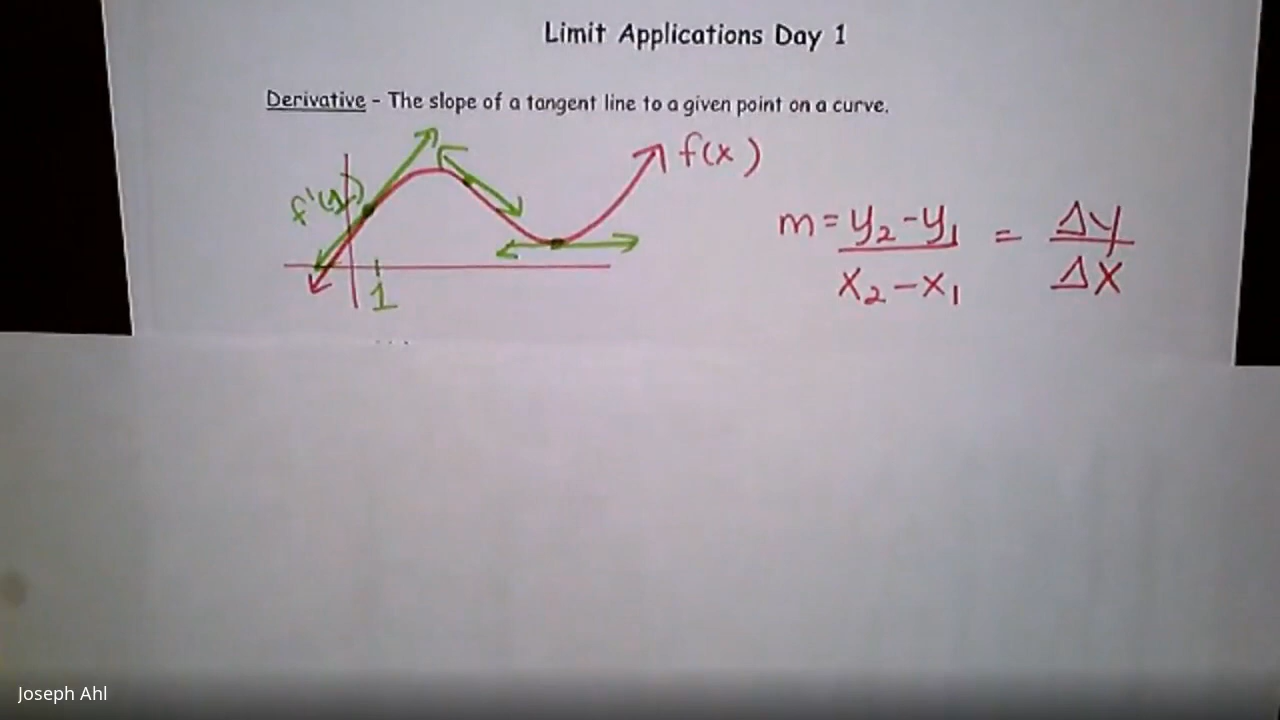 Limit Applications Day 1
Derivative - The slope of a tangent line to a given point on a curve.
f(x)
m = y₂-y₁ / x₂-x₁ = Δy / Δx
1
Joseph Ahl